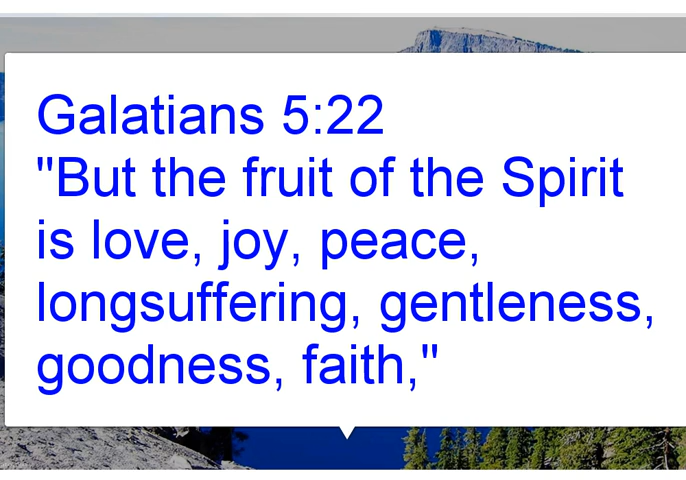 Galatians 5:22
"But the fruit of the Spirit
is love, joy, peace,
longsuffering, gentleness,
goodness, faith,"